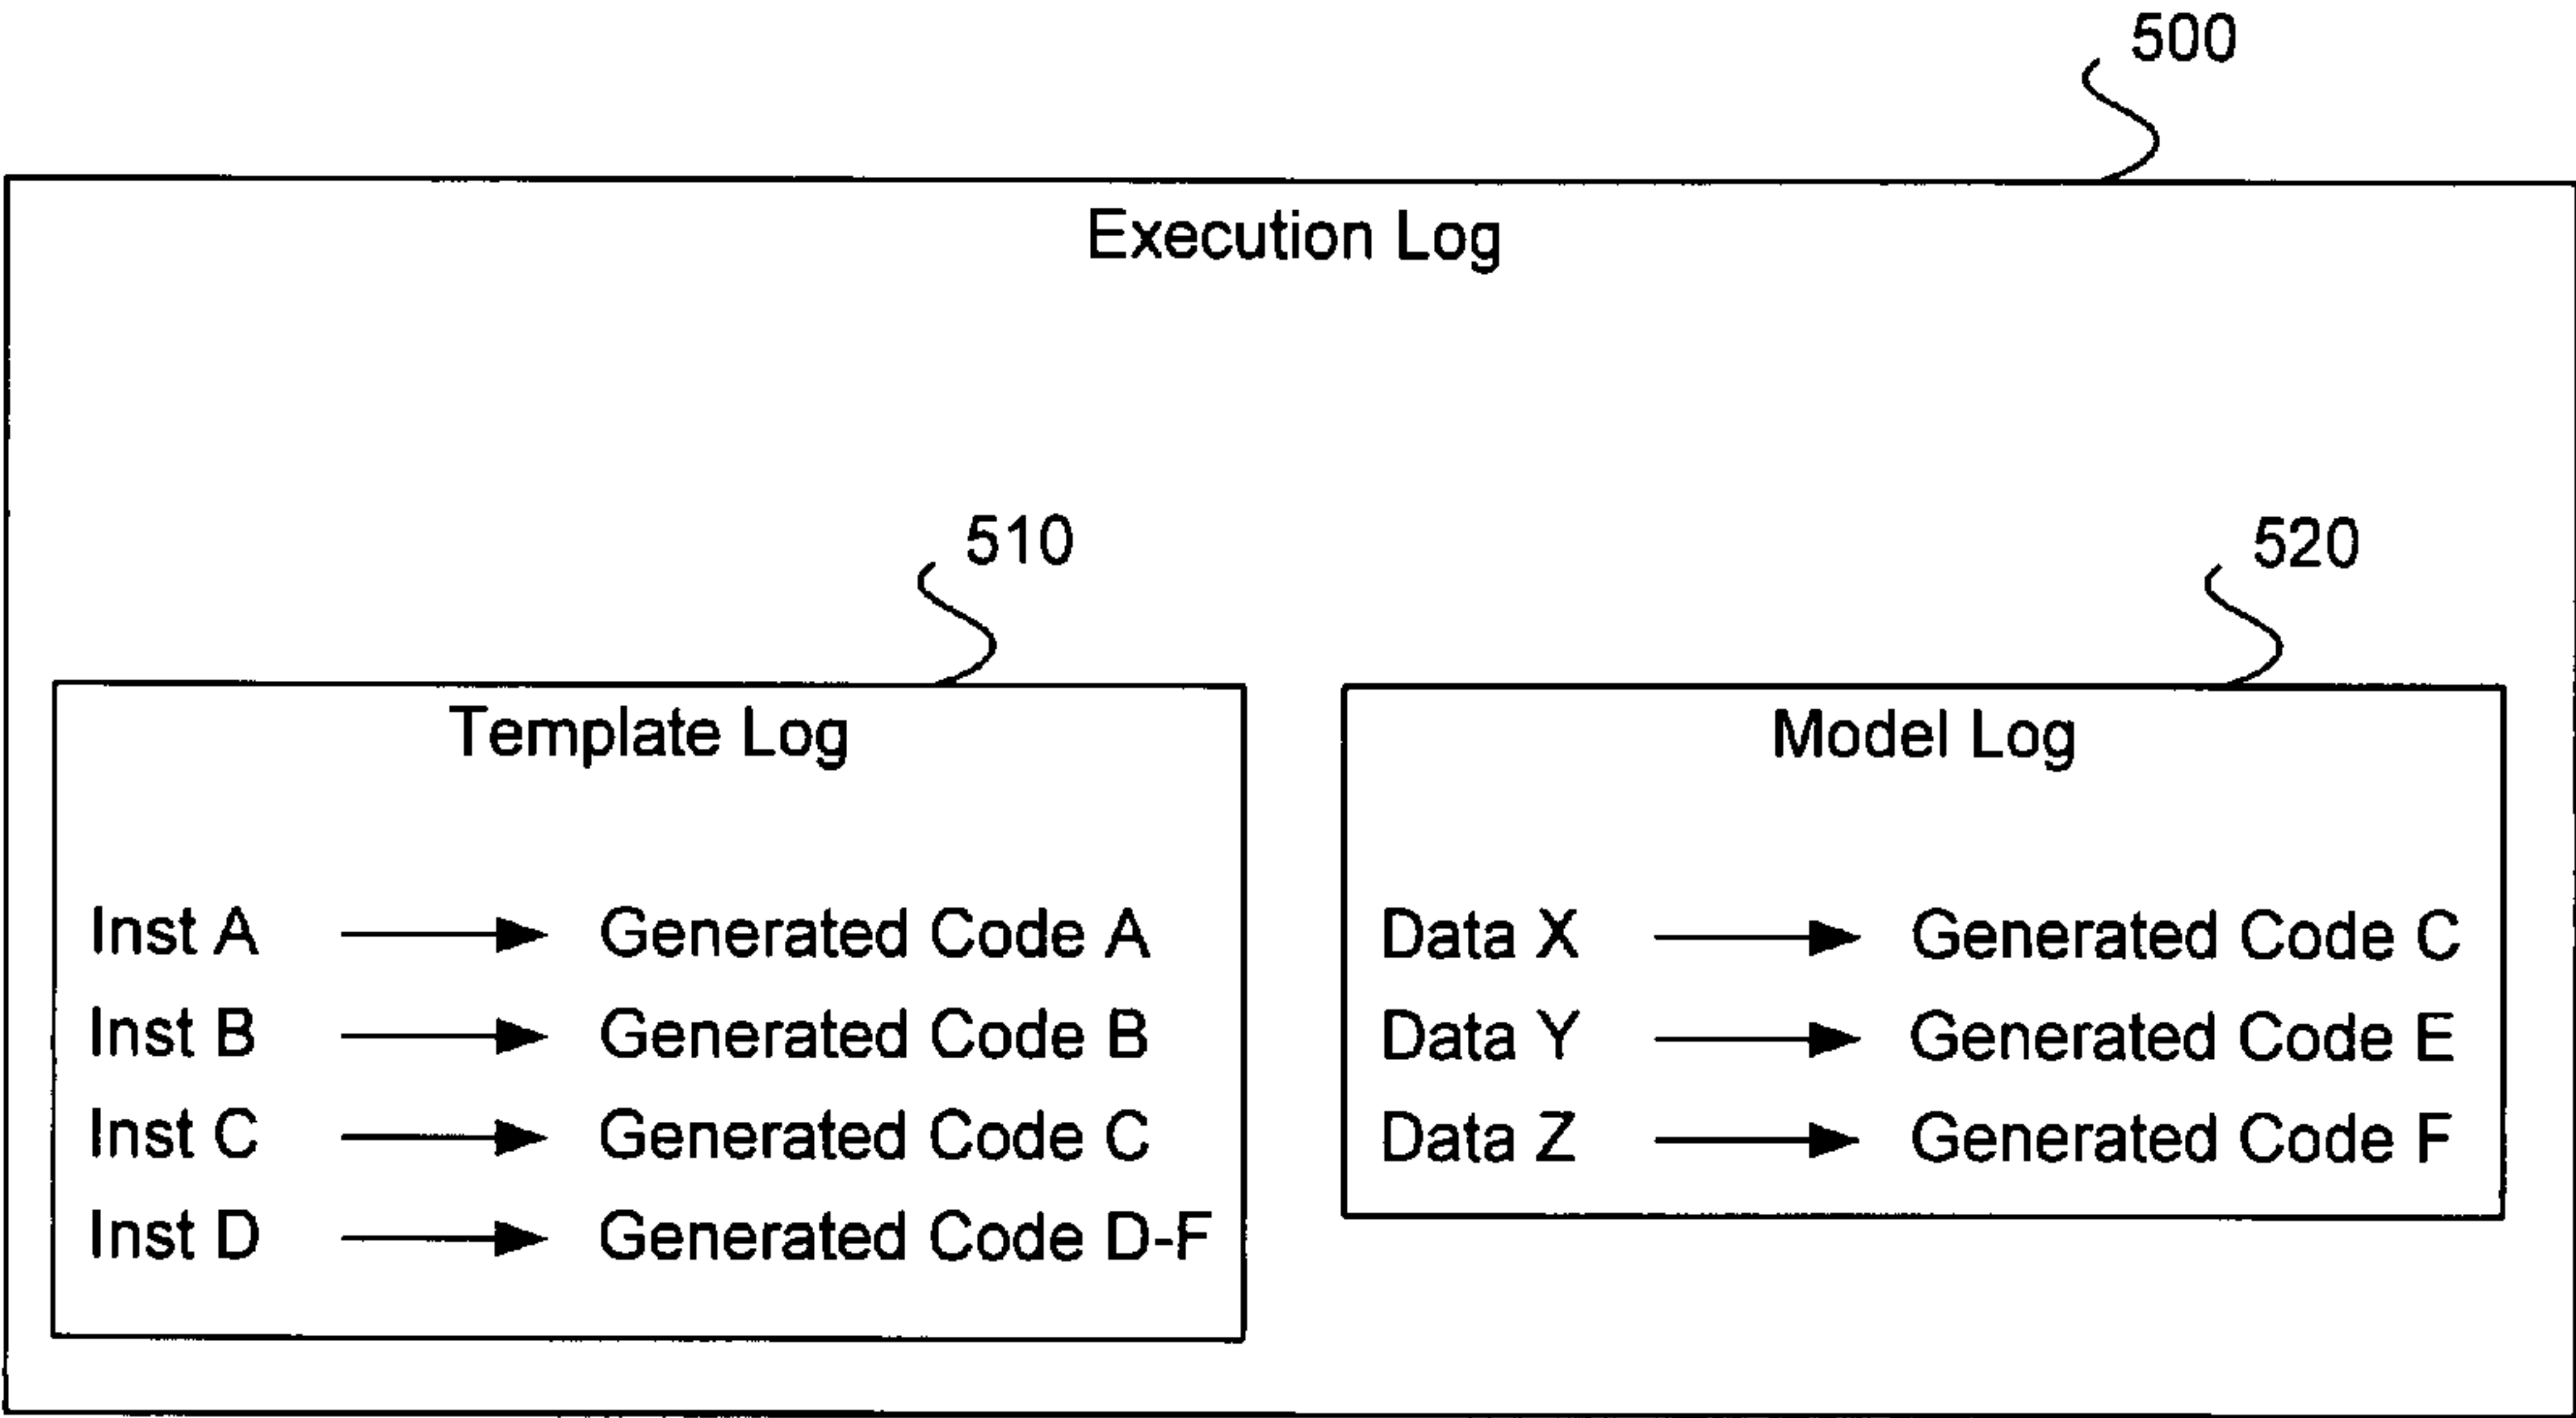 500
Execution Log
510
520
Template Log
Inst A Generated Code A
Inst B Generated Code B
Inst C Generated Code C
Inst D Generated Code D-F
Model Log
Data X Generated Code C
Data Y Generated Code E
Data Z Generated Code F